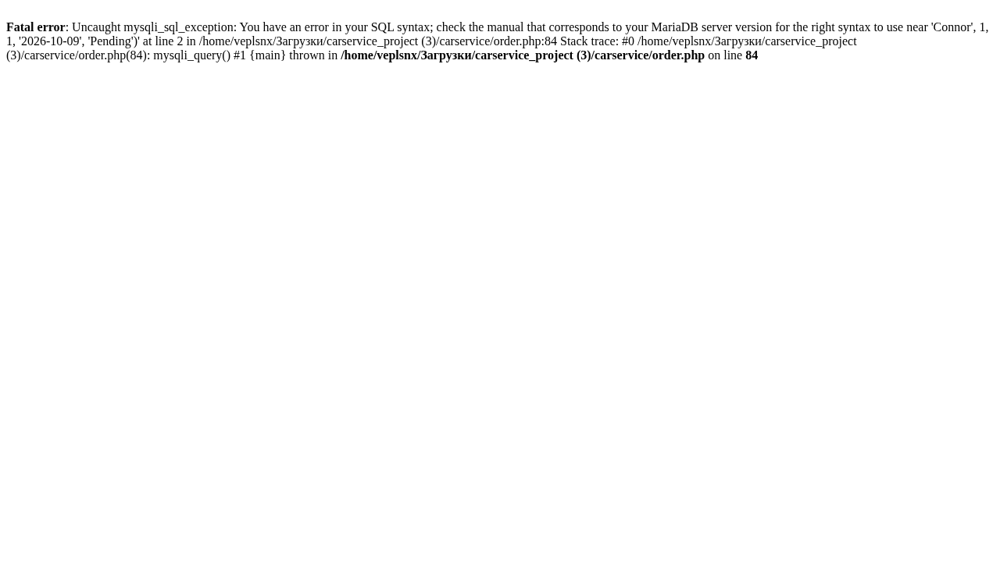 Fatal error: Uncaught mysqli_sql_exception: You have an error in your SQL syntax; check the manual that corresponds to your MariaDB server version for the right syntax to use near 'Connor', 1,
1, '2026-10-09', 'Pending')' at line 2 in /home/veplsnx/Загрузки/carservice_project (3)/carservice/order.php:84 Stack trace: #0 /home/veplsnx/Загрузки/carservice_project
(3)/carservice/order.php(84): mysqli_query() #1 {main} thrown in /home/veplsnx/Загрузки/carservice_project (3)/carservice/order.php on line 84